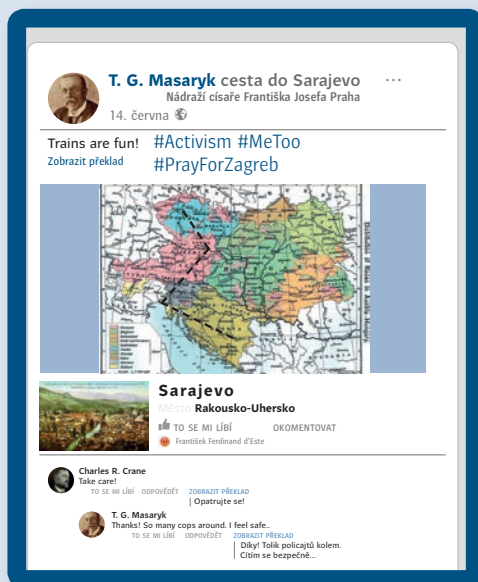 T. G. Masaryk cesta do Sarajevo ...
Nádraží císaře Františka Josefa Praha
14. června
Trains are fun! #Activism #MeToo
Zobrazit překlad #PrayForZagreb
Sarajevo
Město Rakousko-Uhersko
TO SE MI LÍBÍ OKOMENTOVAT
František Ferdinand d'Este
Charles R. Crane
Take care!
TO SE MI LÍBÍ ODPOVĚDĚT ZOBRAZIT PŘEKLAD
| Opatrujte se!
T. G. Masaryk
Thanks! So many cops around. I feel safe..
TO SE MI LÍBÍ ODPOVĚDĚT ZOBRAZIT PŘEKLAD
| Díky! Tolik policajtů kolem.
| Cítím se bezpečně...